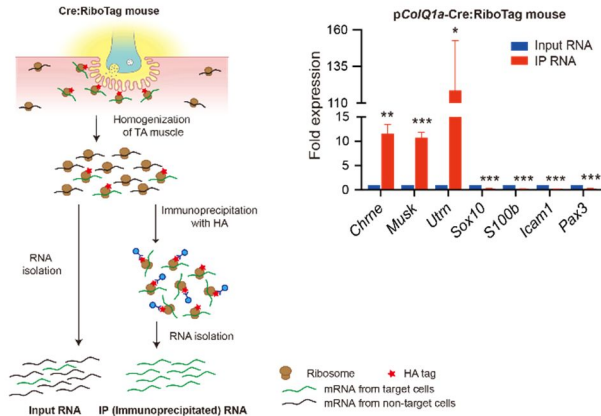 Cre:RiboTag mouse
Homogenization
of TA muscle
Immunoprecipitation
with HA
RNA
isolation
RNA isolation
Input RNA
IP (Immunoprecipitated) RNA
pColQ1a-Cre:RiboTag mouse
Input RNA
IP RNA
Fold expression
160
135
110
15
10
5
0
**
***
*
***
***
***
***
Chrne
Musk
Utrn
Sox10
S100b
Icam1
Pax3
Ribosome
HA tag
mRNA from target cells
mRNA from non-target cells